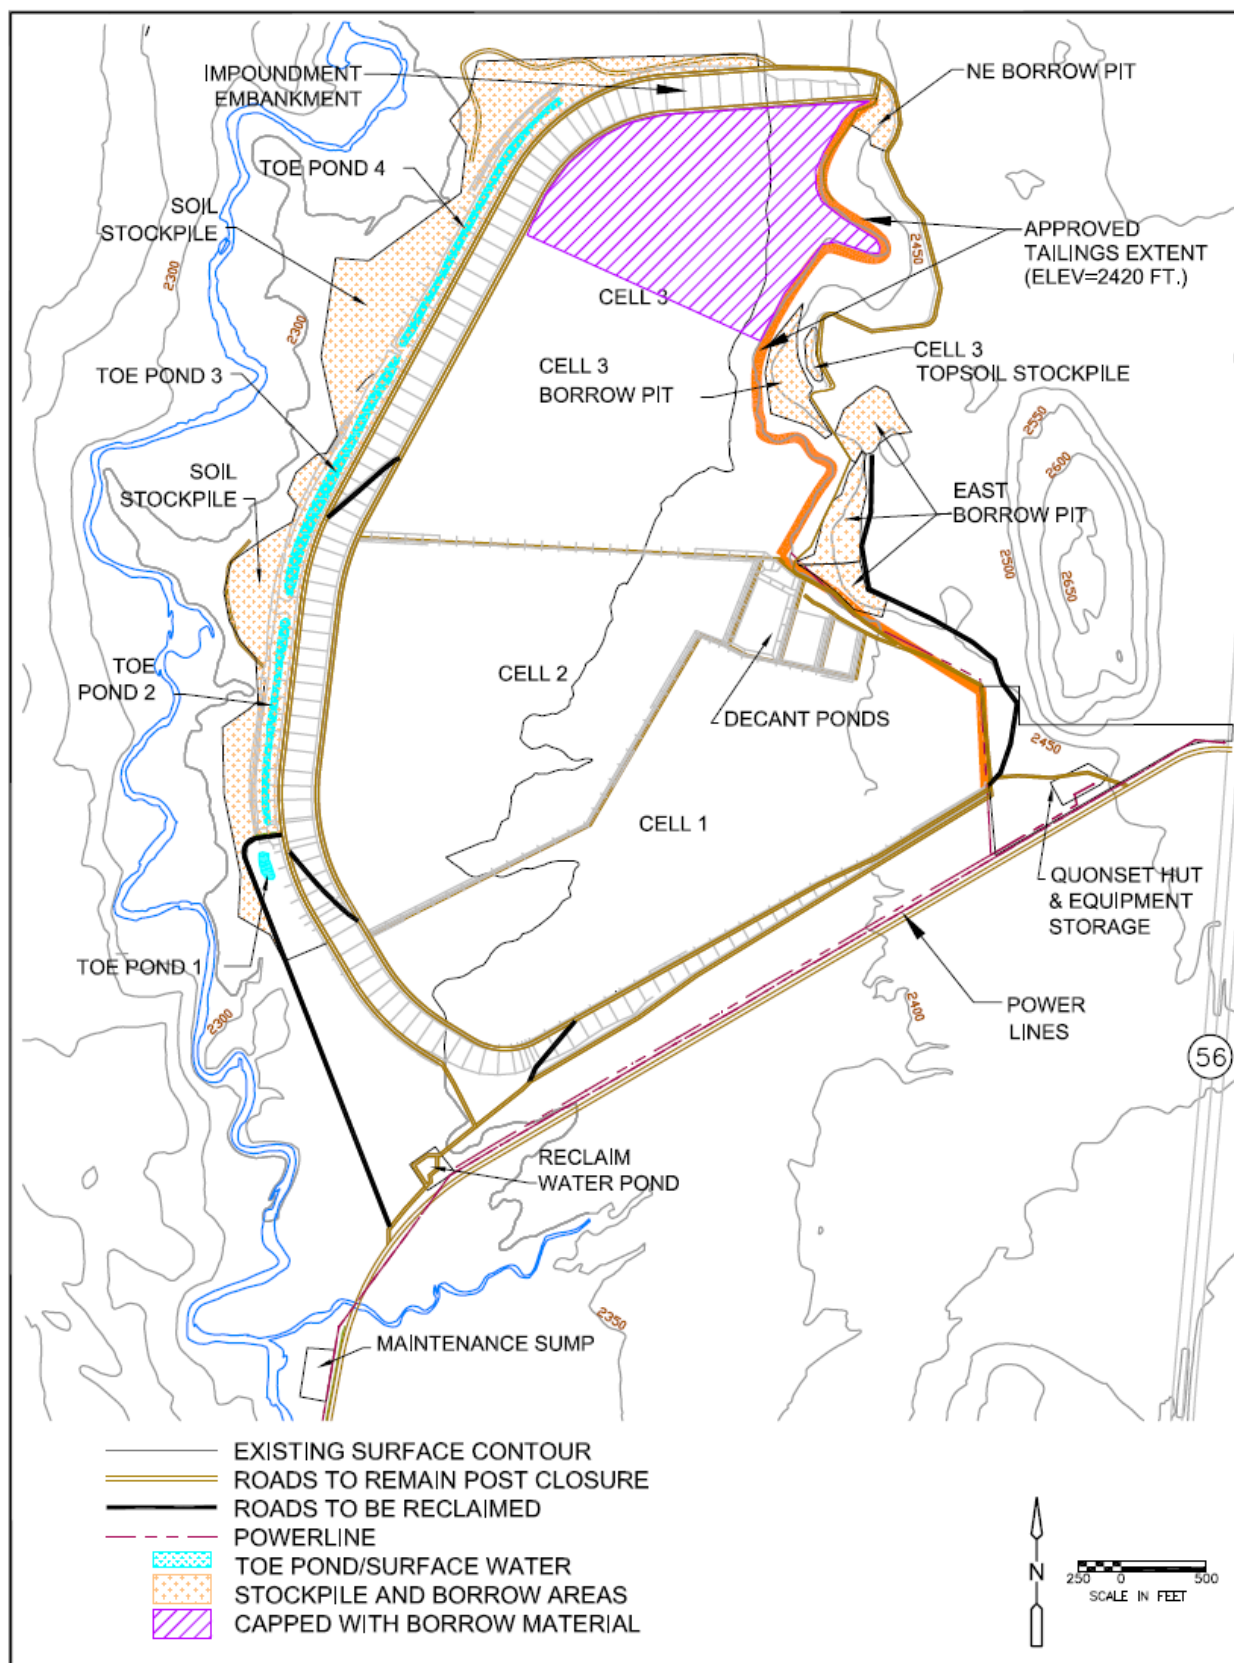 IMPOUNDMENT
EMBANKMENT
NE BORROW PIT
TOE POND 4
SOIL
STOCKPILE
2300
2450
APPROVED
TAILINGS EXTENT
(ELEV=2420 FT.)
CELL 3
2300
CELL 3
BORROW PIT
CELL 3
TOPSOIL STOCKPILE
TOE POND 3
2550
2600
SOIL
STOCKPILE
EAST
BORROW PIT
2500
2650
TOE
POND 2
CELL 2
DECANT PONDS
2450
CELL 1
QUONSET HUT
& EQUIPMENT
STORAGE
TOE POND 1
2300
2400
POWER
LINES
56
RECLAIM
WATER POND
2350
MAINTENANCE SUMP
EXISTING SURFACE CONTOUR
ROADS TO REMAIN POST CLOSURE
ROADS TO BE RECLAIMED
POWERLINE
TOE POND/SURFACE WATER
STOCKPILE AND BORROW AREAS
CAPPED WITH BORROW MATERIAL
N
250 0 500
SCALE IN FEET